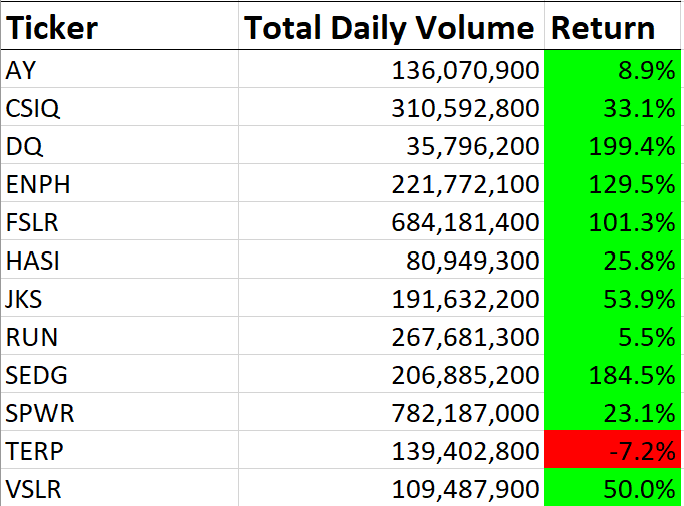 Ticker Total Daily Volume Return
AY 136,070,900 8.9%
CSIQ 310,592,800 33.1%
DQ 35,796,200 199.4%
ENPH 221,772,100 129.5%
FSLR 684,181,400 101.3%
HASI 80,949,300 25.8%
JKS 191,632,200 53.9%
RUN 267,681,300 5.5%
SEDG 206,885,200 184.5%
SPWR 782,187,000 23.1%
TERP 139,402,800 -7.2%
VSLR 109,487,900 50.0%